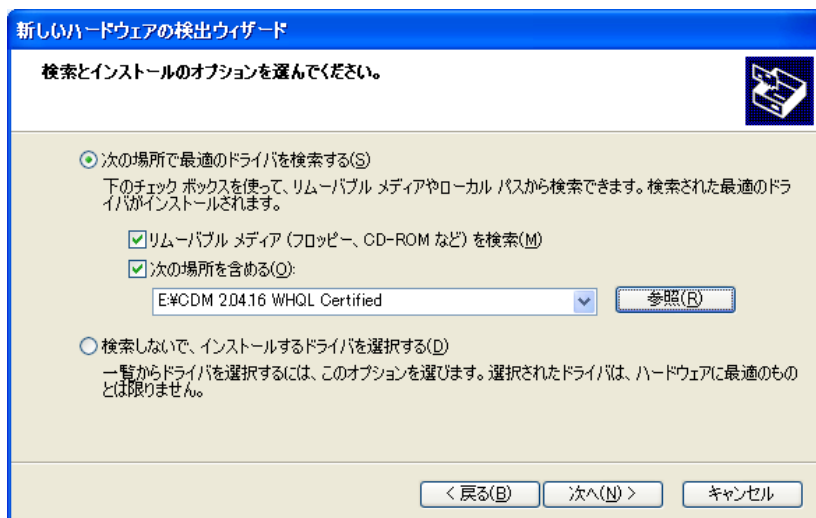 新しいハードウェアの検出ウィザード
検索とインストールのオプションを選んでください。
次の場所で最適のドライバを検索する(S)
下のチェック ボックスを使って、リムーバブル メディアやローカル パスから検索できます。検索された最適のドラ
イバがインストールされます。
リムーバブル メディア (フロッピー、CD-ROM など) を検索(M)
次の場所を含める(O):
E:¥CDM 2.04.16 WHQL Certified
参照(R)
検索しないで、インストールするドライバを選択する(D)
一覧からドライバを選択するには、このオプションを選びます。選択されたドライバは、ハードウェアに最適のもの
とは限りません。
< 戻る(B) 次へ(N) > キャンセル